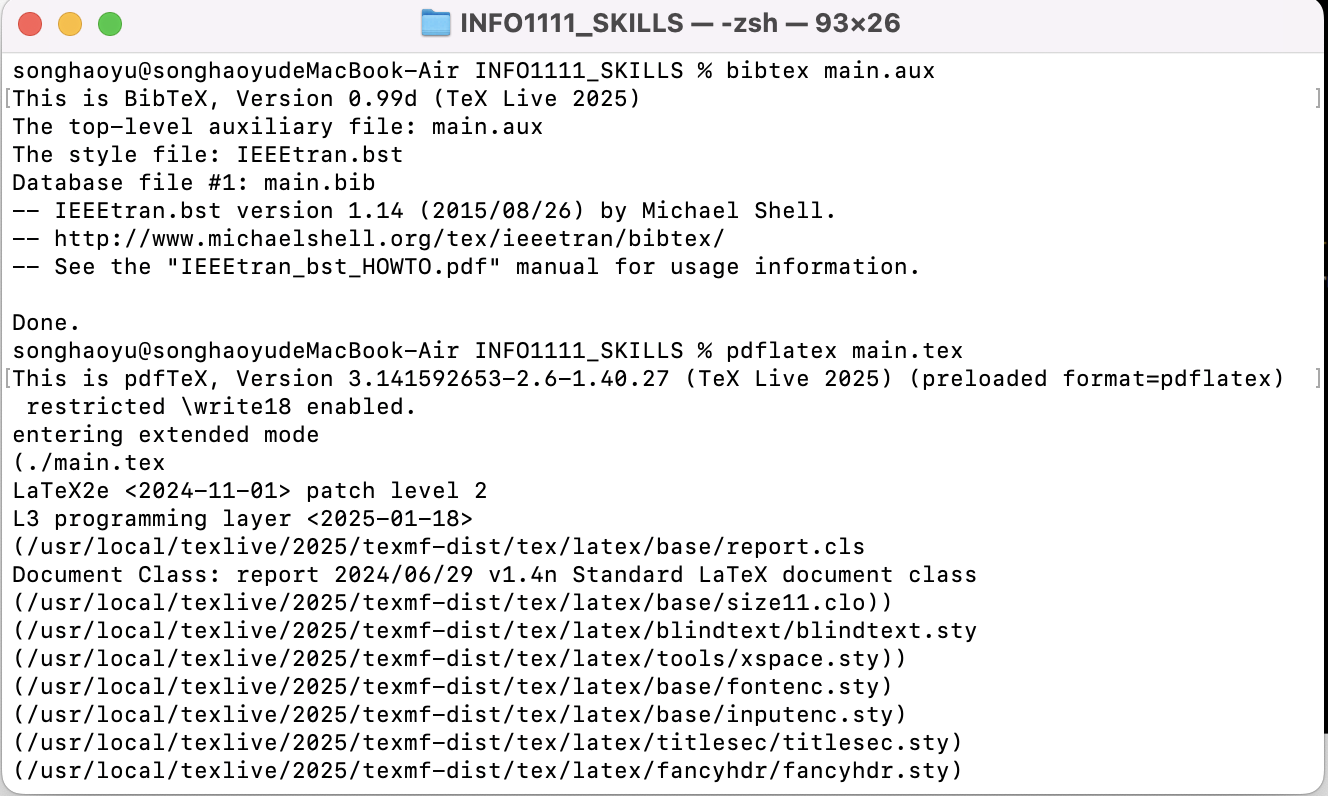 INFO1111_SKILLS — -zsh — 93×26
songhaoyu@songhaoyudeMacBook-Air INFO1111_SKILLS % bibtex main.aux
[This is BibTeX, Version 0.99d (TeX Live 2025) ]
The top-level auxiliary file: main.aux
The style file: IEEEtran.bst
Database file #1: main.bib
-- IEEEtran.bst version 1.14 (2015/08/26) by Michael Shell.
-- http://www.michaelshell.org/tex/ieeetran/bibtex/
-- See the "IEEEtran_bst_HOWTO.pdf" manual for usage information.

Done.
songhaoyu@songhaoyudeMacBook-Air INFO1111_SKILLS % pdflatex main.tex
[This is pdfTeX, Version 3.141592653-2.6-1.40.27 (TeX Live 2025) (preloaded format=pdflatex) ]
 restricted \write18 enabled.
entering extended mode
(./main.tex
LaTeX2e <2024-11-01> patch level 2
L3 programming layer <2025-01-18>
(/usr/local/texlive/2025/texmf-dist/tex/latex/base/report.cls
Document Class: report 2024/06/29 v1.4n Standard LaTeX document class
(/usr/local/texlive/2025/texmf-dist/tex/latex/base/size11.clo))
(/usr/local/texlive/2025/texmf-dist/tex/latex/blindtext/blindtext.sty
(/usr/local/texlive/2025/texmf-dist/tex/latex/tools/xspace.sty))
(/usr/local/texlive/2025/texmf-dist/tex/latex/base/fontenc.sty)
(/usr/local/texlive/2025/texmf-dist/tex/latex/base/inputenc.sty)
(/usr/local/texlive/2025/texmf-dist/tex/latex/titlesec/titlesec.sty)
(/usr/local/texlive/2025/texmf-dist/tex/latex/fancyhdr/fancyhdr.sty)